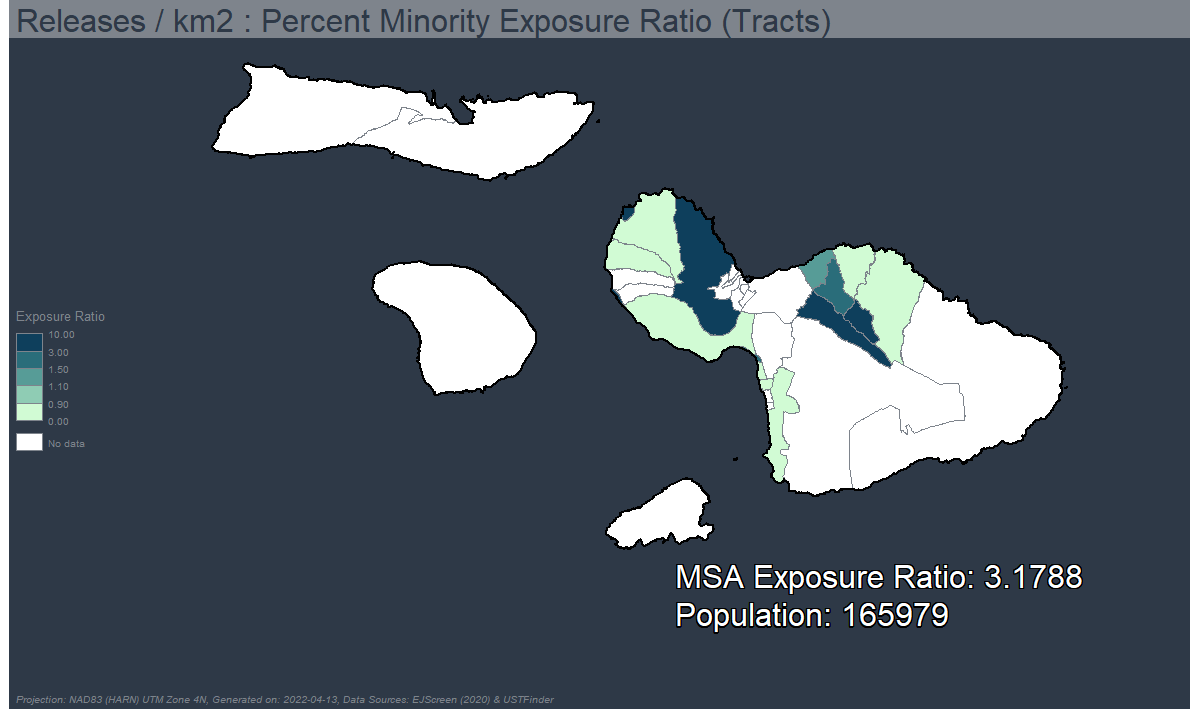 Releases / km2 : Percent Minority Exposure Ratio (Tracts)
Exposure Ratio
10.00
3.00
1.50
1.10
0.90
0.00
No data
MSA Exposure Ratio: 3.1788
Population: 165979
Projection: NAD83 (HARN) UTM Zone 4N, Generated on: 2022-04-13, Data Sources: EJScreen (2020) & USTFinder